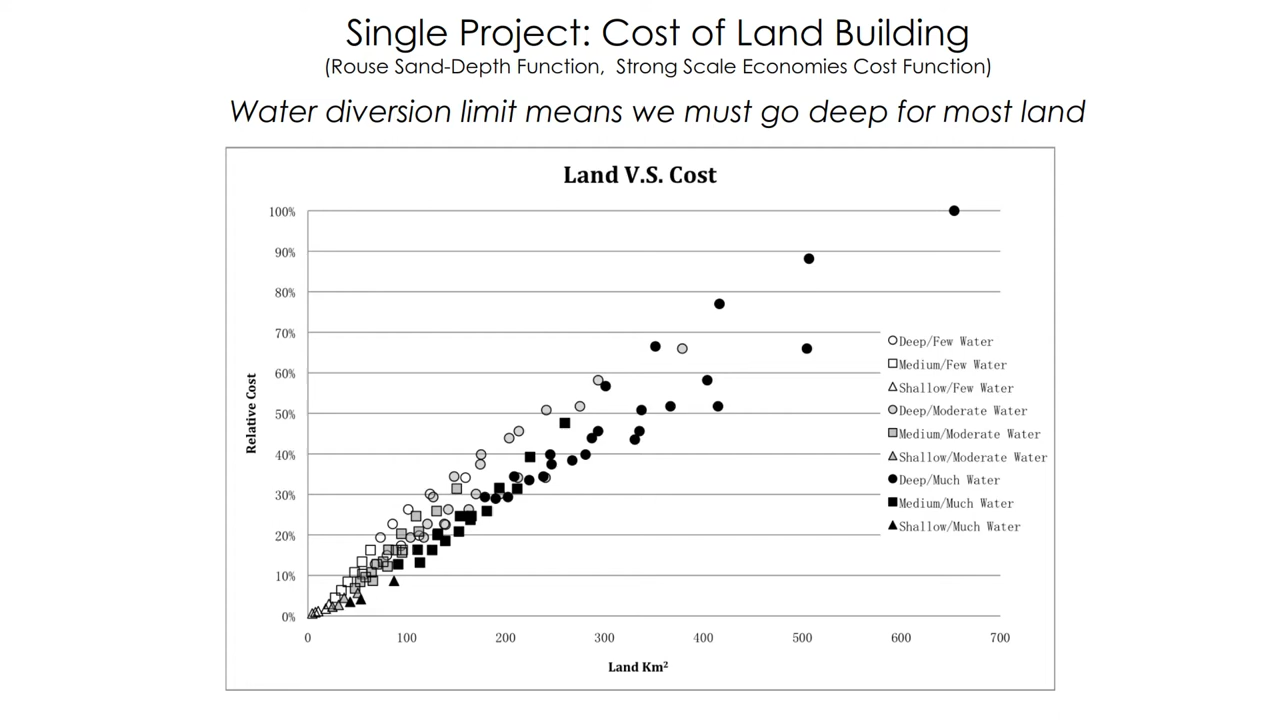 Single Project: Cost of Land Building
(Rouse Sand-Depth Function, Strong Scale Economies Cost Function)
Water diversion limit means we must go deep for most land
Land V.S. Cost
100%
90%
80%
70%
60%
50%
40%
30%
20%
10%
0%
Relative Cost
0 100 200 300 400 500 600 700
Land Km²
Deep/Few Water
Medium/Few Water
Shallow/Few Water
Deep/Moderate Water
Medium/Moderate Water
Shallow/Moderate Water
Deep/Much Water
Medium/Much Water
Shallow/Much Water